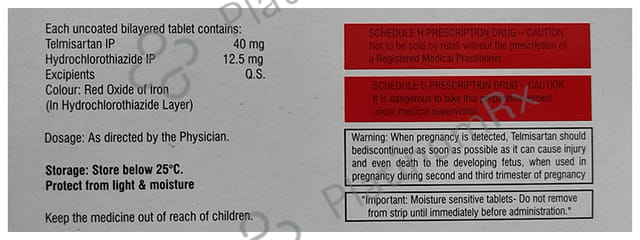 Each uncoated bilayered tablet contains:
Telmisartan IP 40 mg
Hydrochlorothiazide IP 12.5 mg
Excipients Q.S.
Colour: Red Oxide of Iron
(In Hydrochlorothiazide Layer)
Dosage: As directed by the Physician.
Storage: Store below 25°C.
Protect from light & moisture
Keep the medicine out of reach of children.
SCHEDULE H PRESCRIPTION DRUG – CAUTION
Not to be sold by retail without the prescription of
a Registered Medical Practitioner.
SCHEDULE G PRESCRIPTION DRUG – CAUTION
It is dangerous to take this preparation except
under medical supervision.
Warning: When pregnancy is detected, Telmisartan should
bediscontinued as soon as possible as it can cause injury
and even death to the developing fetus, when used in
pregnancy during second and third trimester of pregnancy
"Important: Moisture sensitive tablets- Do not remove
from strip until immediately before administration."
PlatinumRx